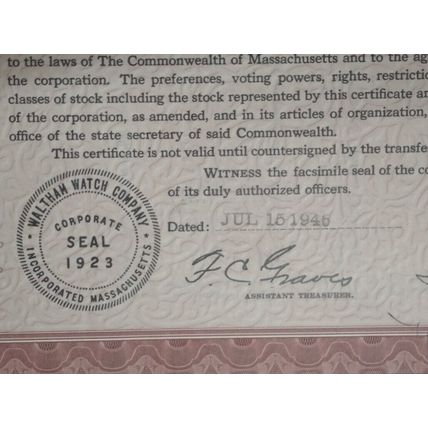 to the laws of The Commonwealth of Massachusetts and to the
the corporation. The preferences, voting powers, rights,
classes of stock including the stock represented by this certificate
of the corporation, as amended, and in its articles of organization,
office of the state secretary of said Commonwealth.
This certificate is not valid until countersigned by the
WITNESS the facsimile seal of the
of its duly authorized officers.
WALTHAM WATCH COMPANY
CORPORATE
SEAL
1923
INCORPORATED MASSACHUSETTS
Dated: JUL 15 1946
F. C. Graves
ASSISTANT TREASURER.